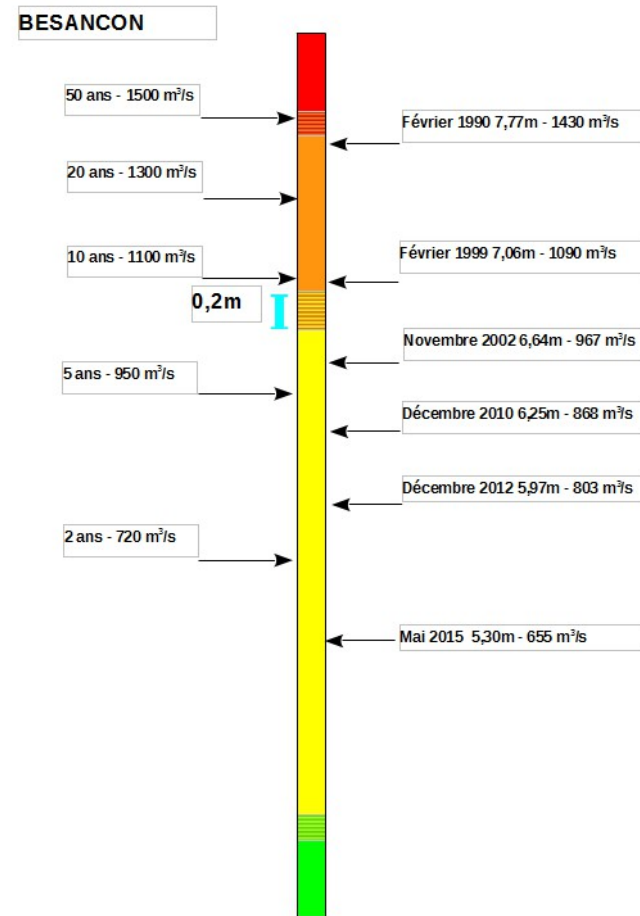 BESANCON
50 ans - 1500 m³/s
Février 1990 7,77m - 1430 m³/s
20 ans - 1300 m³/s
10 ans - 1100 m³/s
Février 1999 7,06m - 1090 m³/s
0,2m
Novembre 2002 6,64m - 967 m³/s
5 ans - 950 m³/s
Décembre 2010 6,25m - 868 m³/s
Décembre 2012 5,97m - 803 m³/s
2 ans - 720 m³/s
Mai 2015 5,30m - 655 m³/s